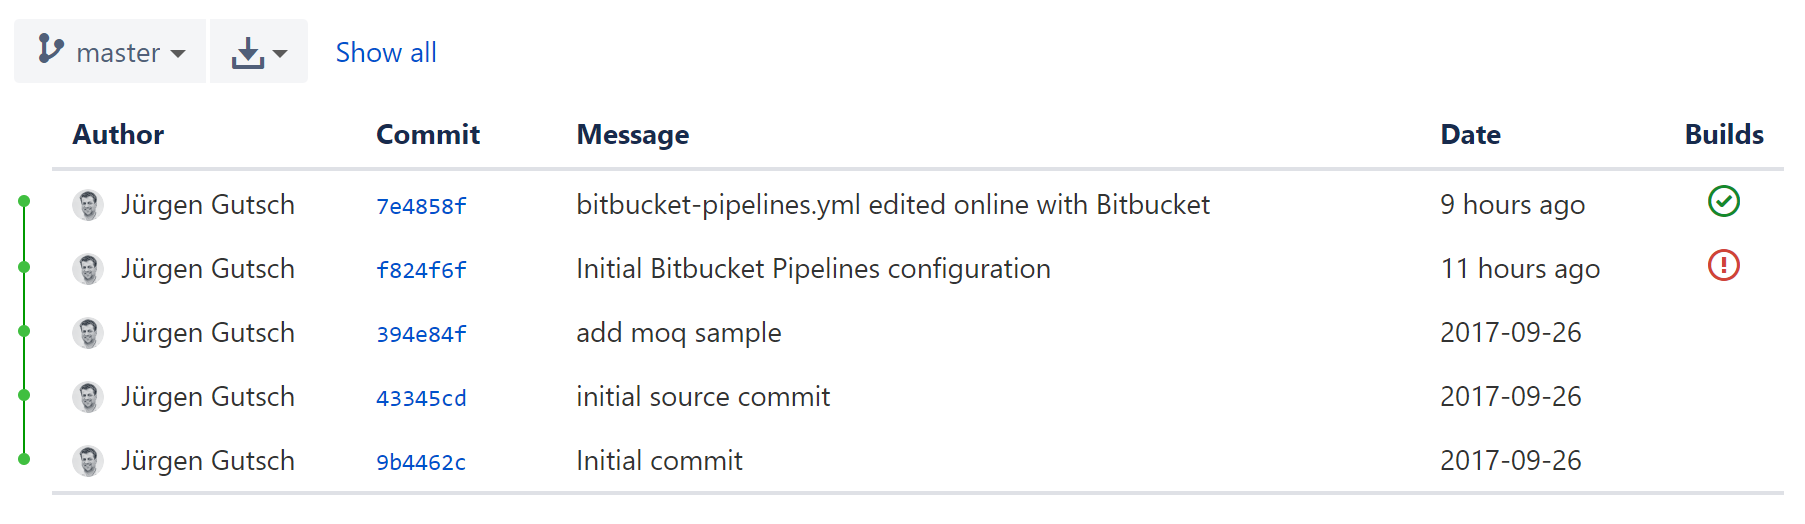 master Show all
Author Commit Message Date Builds
Jürgen Gutsch 7e4858f bitbucket-pipelines.yml edited online with Bitbucket 9 hours ago
Jürgen Gutsch f824f6f Initial Bitbucket Pipelines configuration 11 hours ago
Jürgen Gutsch 394e84f add moq sample 2017-09-26
Jürgen Gutsch 43345cd initial source commit 2017-09-26
Jürgen Gutsch 9b4462c Initial commit 2017-09-26